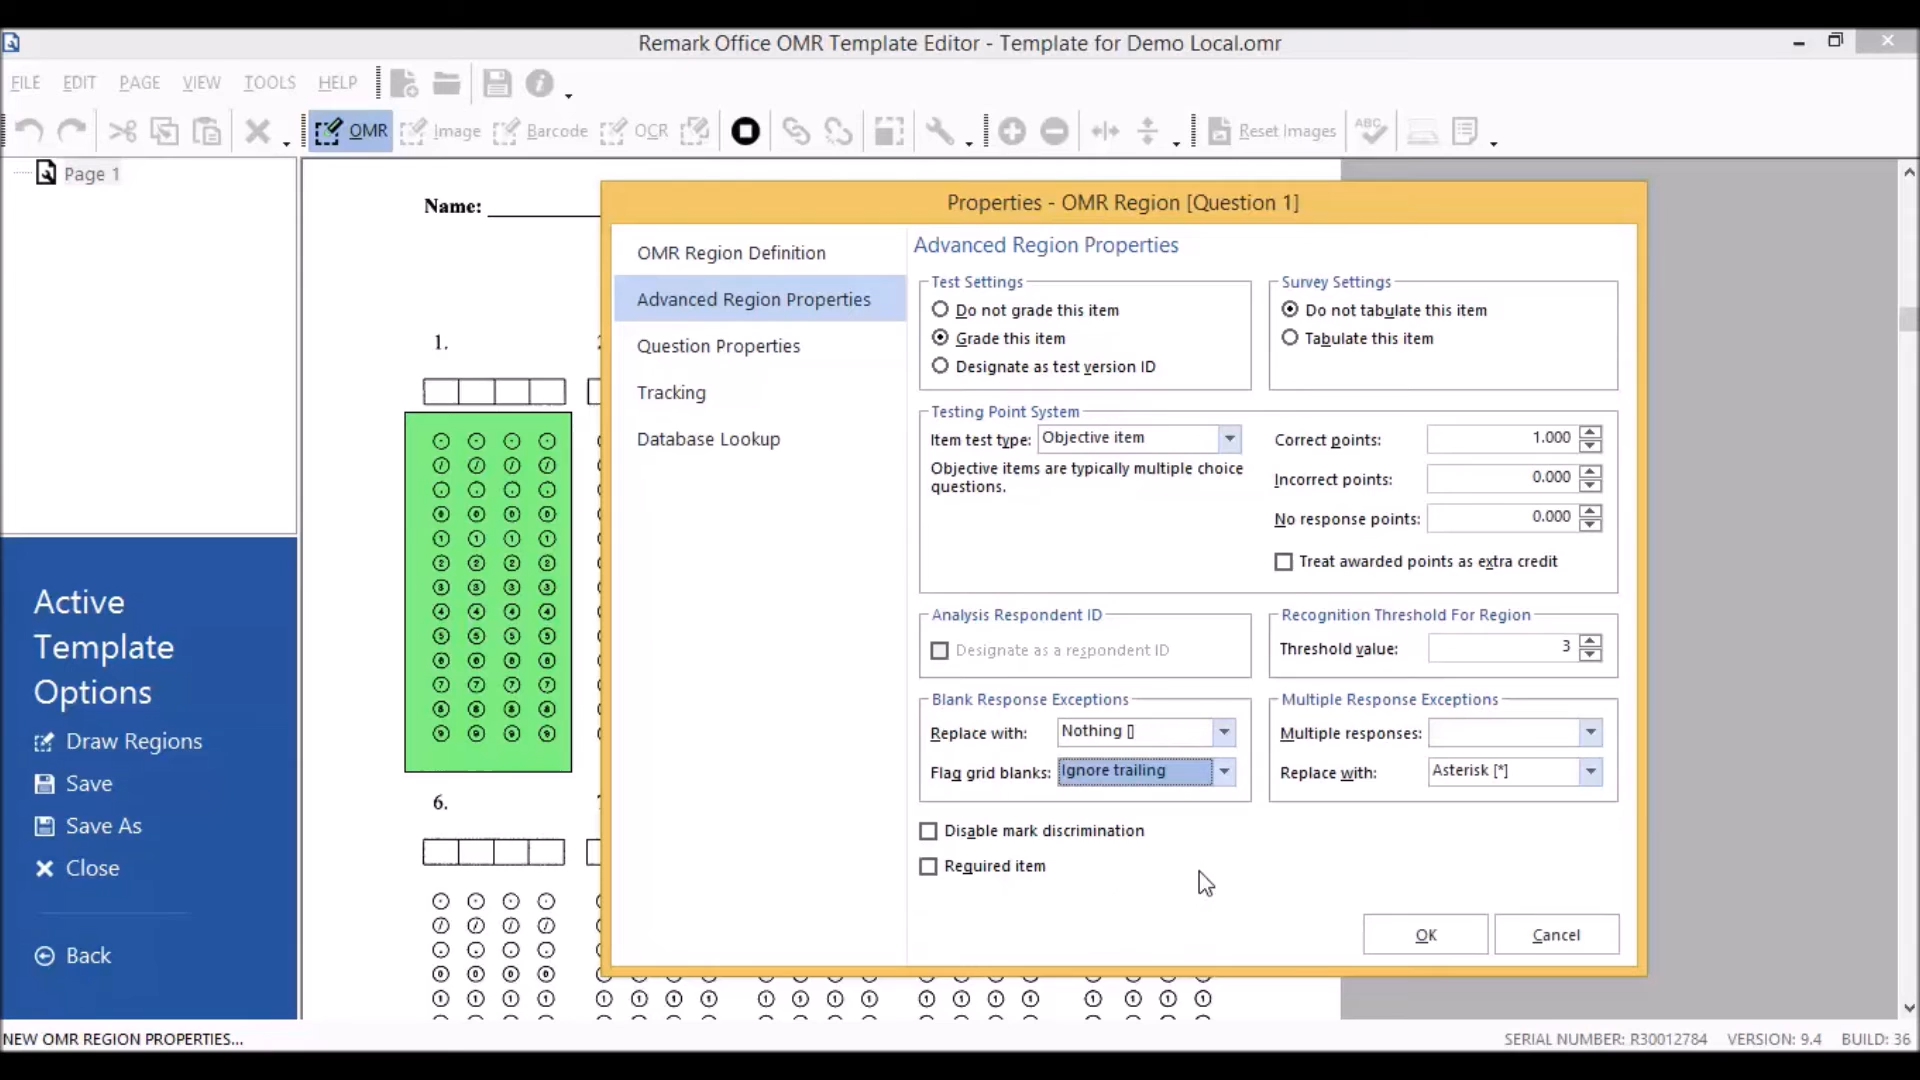 Remark Office OMR Template Editor - Template for Demo Local.omr
FILE EDIT PAGE VIEW TOOLS HELP
OMR Image Barcode OCR Reset Images ABC
Page 1
Name:
1.
6.
Properties - OMR Region [Question 1]
OMR Region Definition
Advanced Region Properties
Question Properties
Tracking
Database Lookup
Advanced Region Properties
Test Settings
Do not grade this item
Grade this item
Designate as test version ID
Survey Settings
Do not tabulate this item
Tabulate this item
Testing Point System
Item test type: Objective item
Objective items are typically multiple choice
questions.
Correct points: 1.000
Incorrect points: 0.000
No response points: 0.000
Treat awarded points as extra credit
Analysis Respondent ID
Designate as a respondent ID
Recognition Threshold For Region
Threshold value: 3
Blank Response Exceptions
Replace with: Nothing []
Flag grid blanks: Ignore trailing
Multiple Response Exceptions
Multiple responses:
Replace with: Asterisk [*]
Disable mark discrimination
Required item
OK Cancel
Active
Template
Options
Draw Regions
Save
Save As
Close
Back
NEW OMR REGION PROPERTIES...
SERIAL NUMBER: R30012784 VERSION: 9.4 BUILD: 36